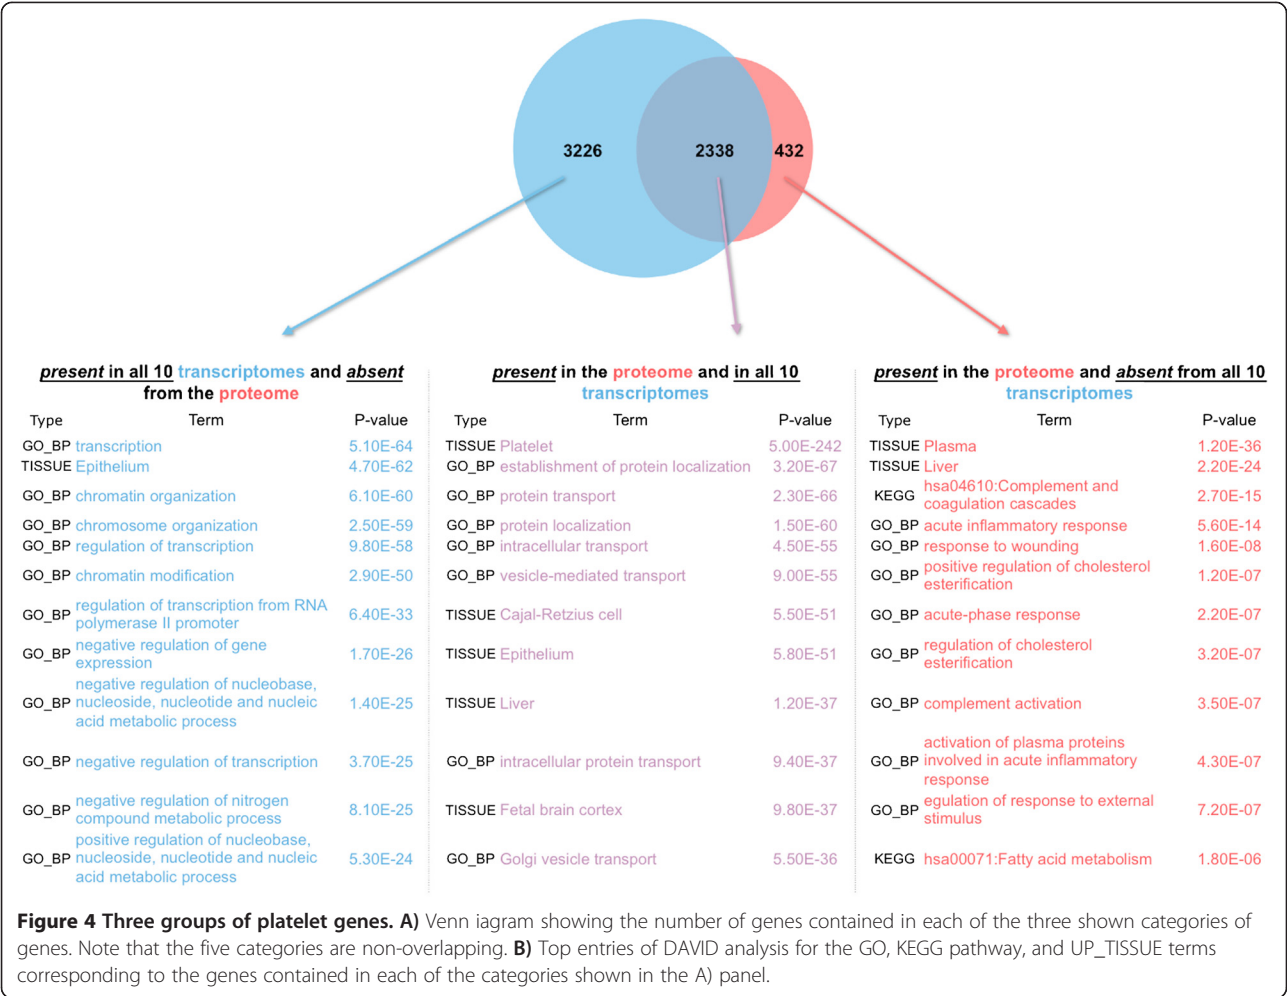 3226 2338 432
present in all 10 transcriptomes and absent
from the proteome
Type Term P-value
GO_BP transcription 5.10E-64
TISSUE Epithelium 4.70E-62
GO_BP chromatin organization 6.10E-60
GO_BP chromosome organization 2.50E-59
GO_BP regulation of transcription 9.80E-58
GO_BP chromatin modification 2.90E-50
GO_BP regulation of transcription from RNA
polymerase II promoter 6.40E-33
GO_BP negative regulation of gene
expression 1.70E-26
negative regulation of nucleobase,
GO_BP nucleoside, nucleotide and nucleic 1.40E-25
acid metabolic process
GO_BP negative regulation of transcription 3.70E-25
GO_BP negative regulation of nitrogen
compound metabolic process 8.10E-25
positive regulation of nucleobase,
GO_BP nucleoside, nucleotide and nucleic 5.30E-24
acid metabolic process
present in the proteome and in all 10
transcriptomes
Type Term P-value
TISSUE Platelet 5.00E-242
GO_BP establishment of protein localization 3.20E-67
GO_BP protein transport 2.30E-66
GO_BP protein localization 1.50E-60
GO_BP intracellular transport 4.50E-55
GO_BP vesicle-mediated transport 9.00E-55
TISSUE Cajal-Retzius cell 5.50E-51
TISSUE Epithelium 5.80E-51
TISSUE Liver 1.20E-37
GO_BP intracellular protein transport 9.40E-37
TISSUE Fetal brain cortex 9.80E-37
GO_BP Golgi vesicle transport 5.50E-36
present in the proteome and absent from all 10
transcriptomes
Type Term P-value
TISSUE Plasma 1.20E-36
TISSUE Liver 2.20E-24
KEGG hsa04610:Complement and
coagulation cascades 2.70E-15
GO_BP acute inflammatory response 5.60E-14
GO_BP response to wounding 1.60E-08
GO_BP positive regulation of cholesterol
esterification 1.20E-07
GO_BP acute-phase response 2.20E-07
GO_BP regulation of cholesterol
esterification 3.20E-07
GO_BP complement activation 3.50E-07
activation of plasma proteins
GO_BP involved in acute inflammatory 4.30E-07
response
GO_BP egulation of response to external
stimulus 7.20E-07
KEGG hsa00071:Fatty acid metabolism 1.80E-06
Figure 4 Three groups of platelet genes. A) Venn iagram showing the number of genes contained in each of the three shown categories of
genes. Note that the five categories are non-overlapping. B) Top entries of DAVID analysis for the GO, KEGG pathway, and UP_TISSUE terms
corresponding to the genes contained in each of the categories shown in the A) panel.